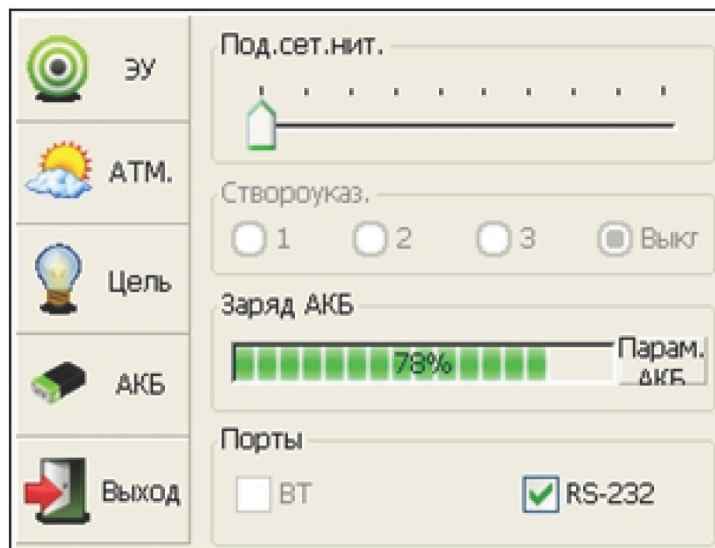 ЭУ
АТМ.
Цель
АКБ
Выход
Под.сет.нит.
Створоуказ.
1 2 3 Выкл
Заряд АКБ
78%
Парам.
АКБ
Порты
BT RS-232